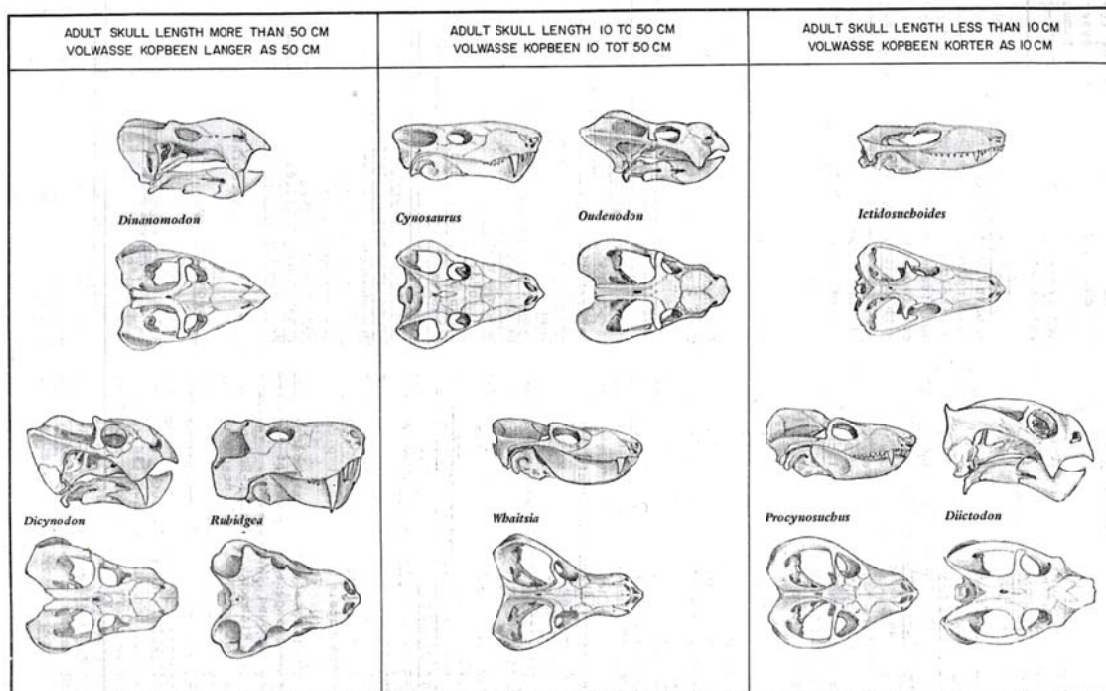 ADULT SKULL LENGTH MORE THAN 50 CM
VOLWASSE KOPBEEN LANGER AS 50 CM
ADULT SKULL LENGTH 10 TO 50 CM
VOLWASSE KOPBEEN 10 TOT 50 CM
ADULT SKULL LENGTH LESS THAN 10 CM
VOLWASSE KOPBEEN KORTER AS 10 CM
Dinanomodon
Cynosaurus
Oudenodon
Ictidosuchoides
Dicynodon
Rubidgea
Whaitsia
Procynosuchus
Diictodon